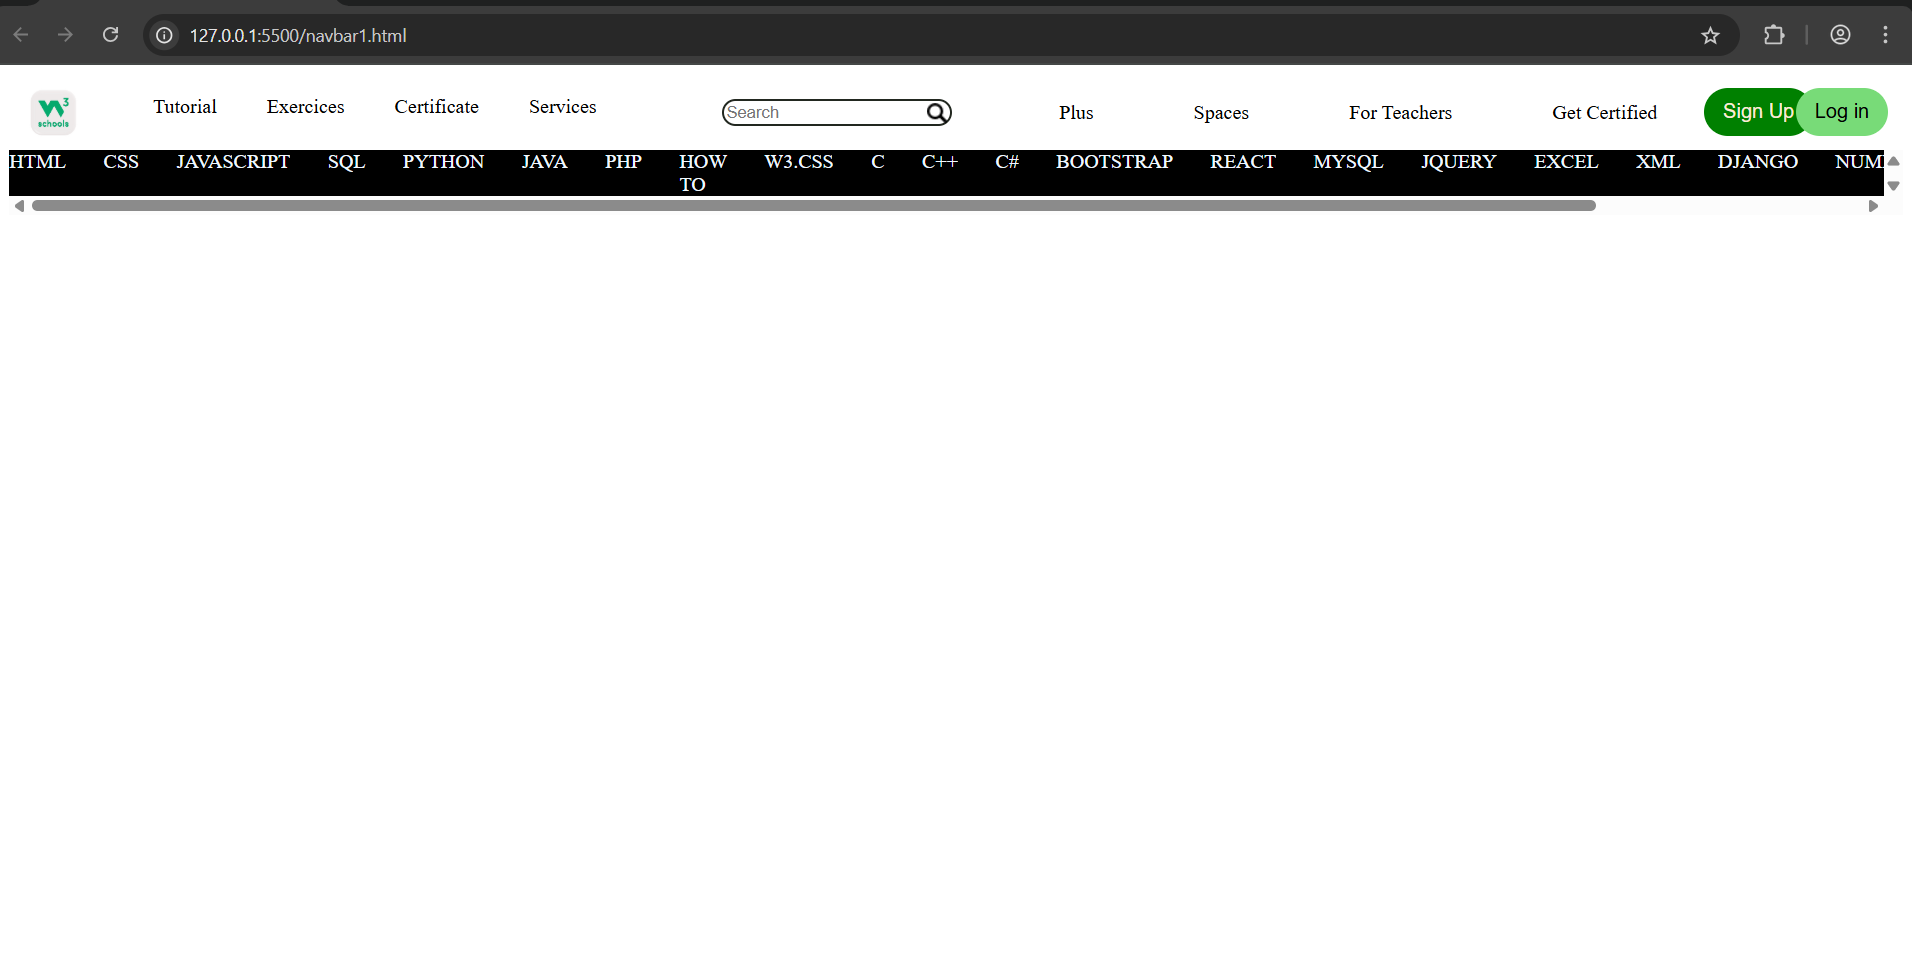 127.0.0.1:5500/navbar1.html
W3 schools Tutorial Exercices Certificate Services Search Plus Spaces For Teachers Get Certified Sign Up Log in
HTML CSS JAVASCRIPT SQL PYTHON JAVA PHP HOW W3.CSS C C++ C# BOOTSTRAP REACT MYSQL JQUERY EXCEL XML DJANGO
TO